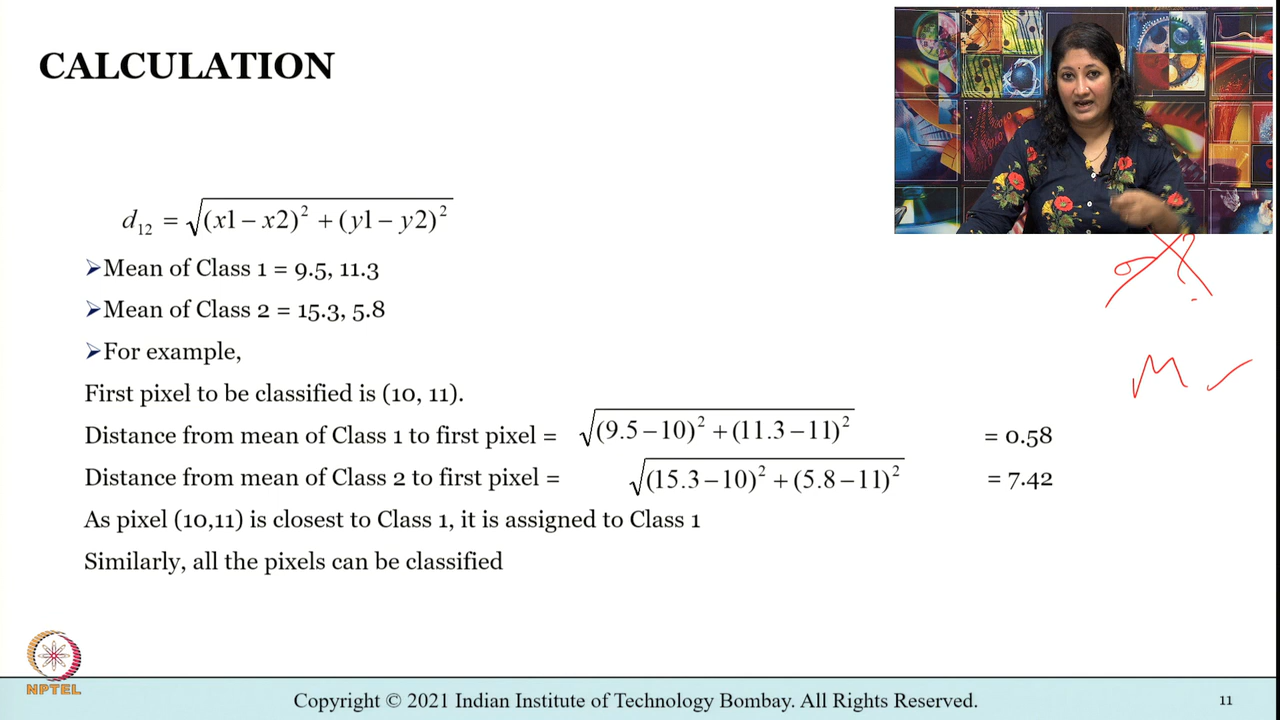 CALCULATION
d₁₂ = √(x1 – x2)² + (y1 – y2)²
➢Mean of Class 1 = 9.5, 11.3
➢Mean of Class 2 = 15.3, 5.8
➢For example,
First pixel to be classified is (10, 11).
Distance from mean of Class 1 to first pixel = √(9.5–10)² + (11.3–11)² = 0.58
Distance from mean of Class 2 to first pixel = √(15.3–10)² + (5.8–11)² = 7.42
As pixel (10,11) is closest to Class 1, it is assigned to Class 1
Similarly, all the pixels can be classified
M ✓
NPTEL
Copyright © 2021 Indian Institute of Technology Bombay. All Rights Reserved.
11